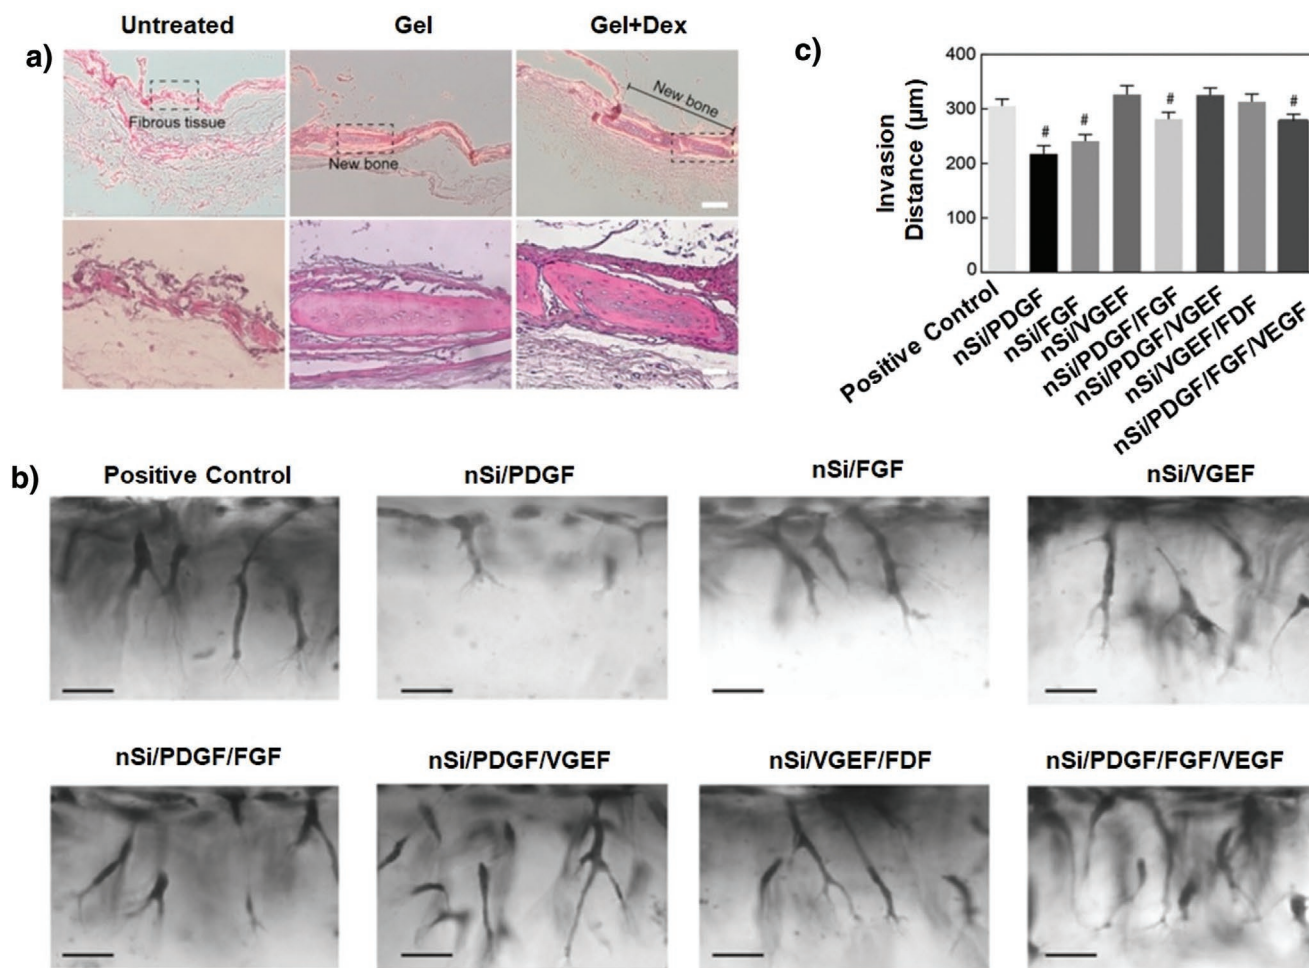 Untreated
Gel
Gel+Dex
a)
Fibrous tissue
New bone
New bone
c)
Invasion
Distance (µm)
400
300
200
100
0
#
#
#
#
Positive Control
nSi/PDGF
nSi/FGF
nSi/VGEF
nSi/PDGF/FGF
nSi/PDGF/VGEF
nSi/VGEF/FDF
nSi/PDGF/FGF/VEGF
b)
Positive Control
nSi/PDGF
nSi/FGF
nSi/VGEF
nSi/PDGF/FGF
nSi/PDGF/VGEF
nSi/VGEF/FDF
nSi/PDGF/FGF/VEGF